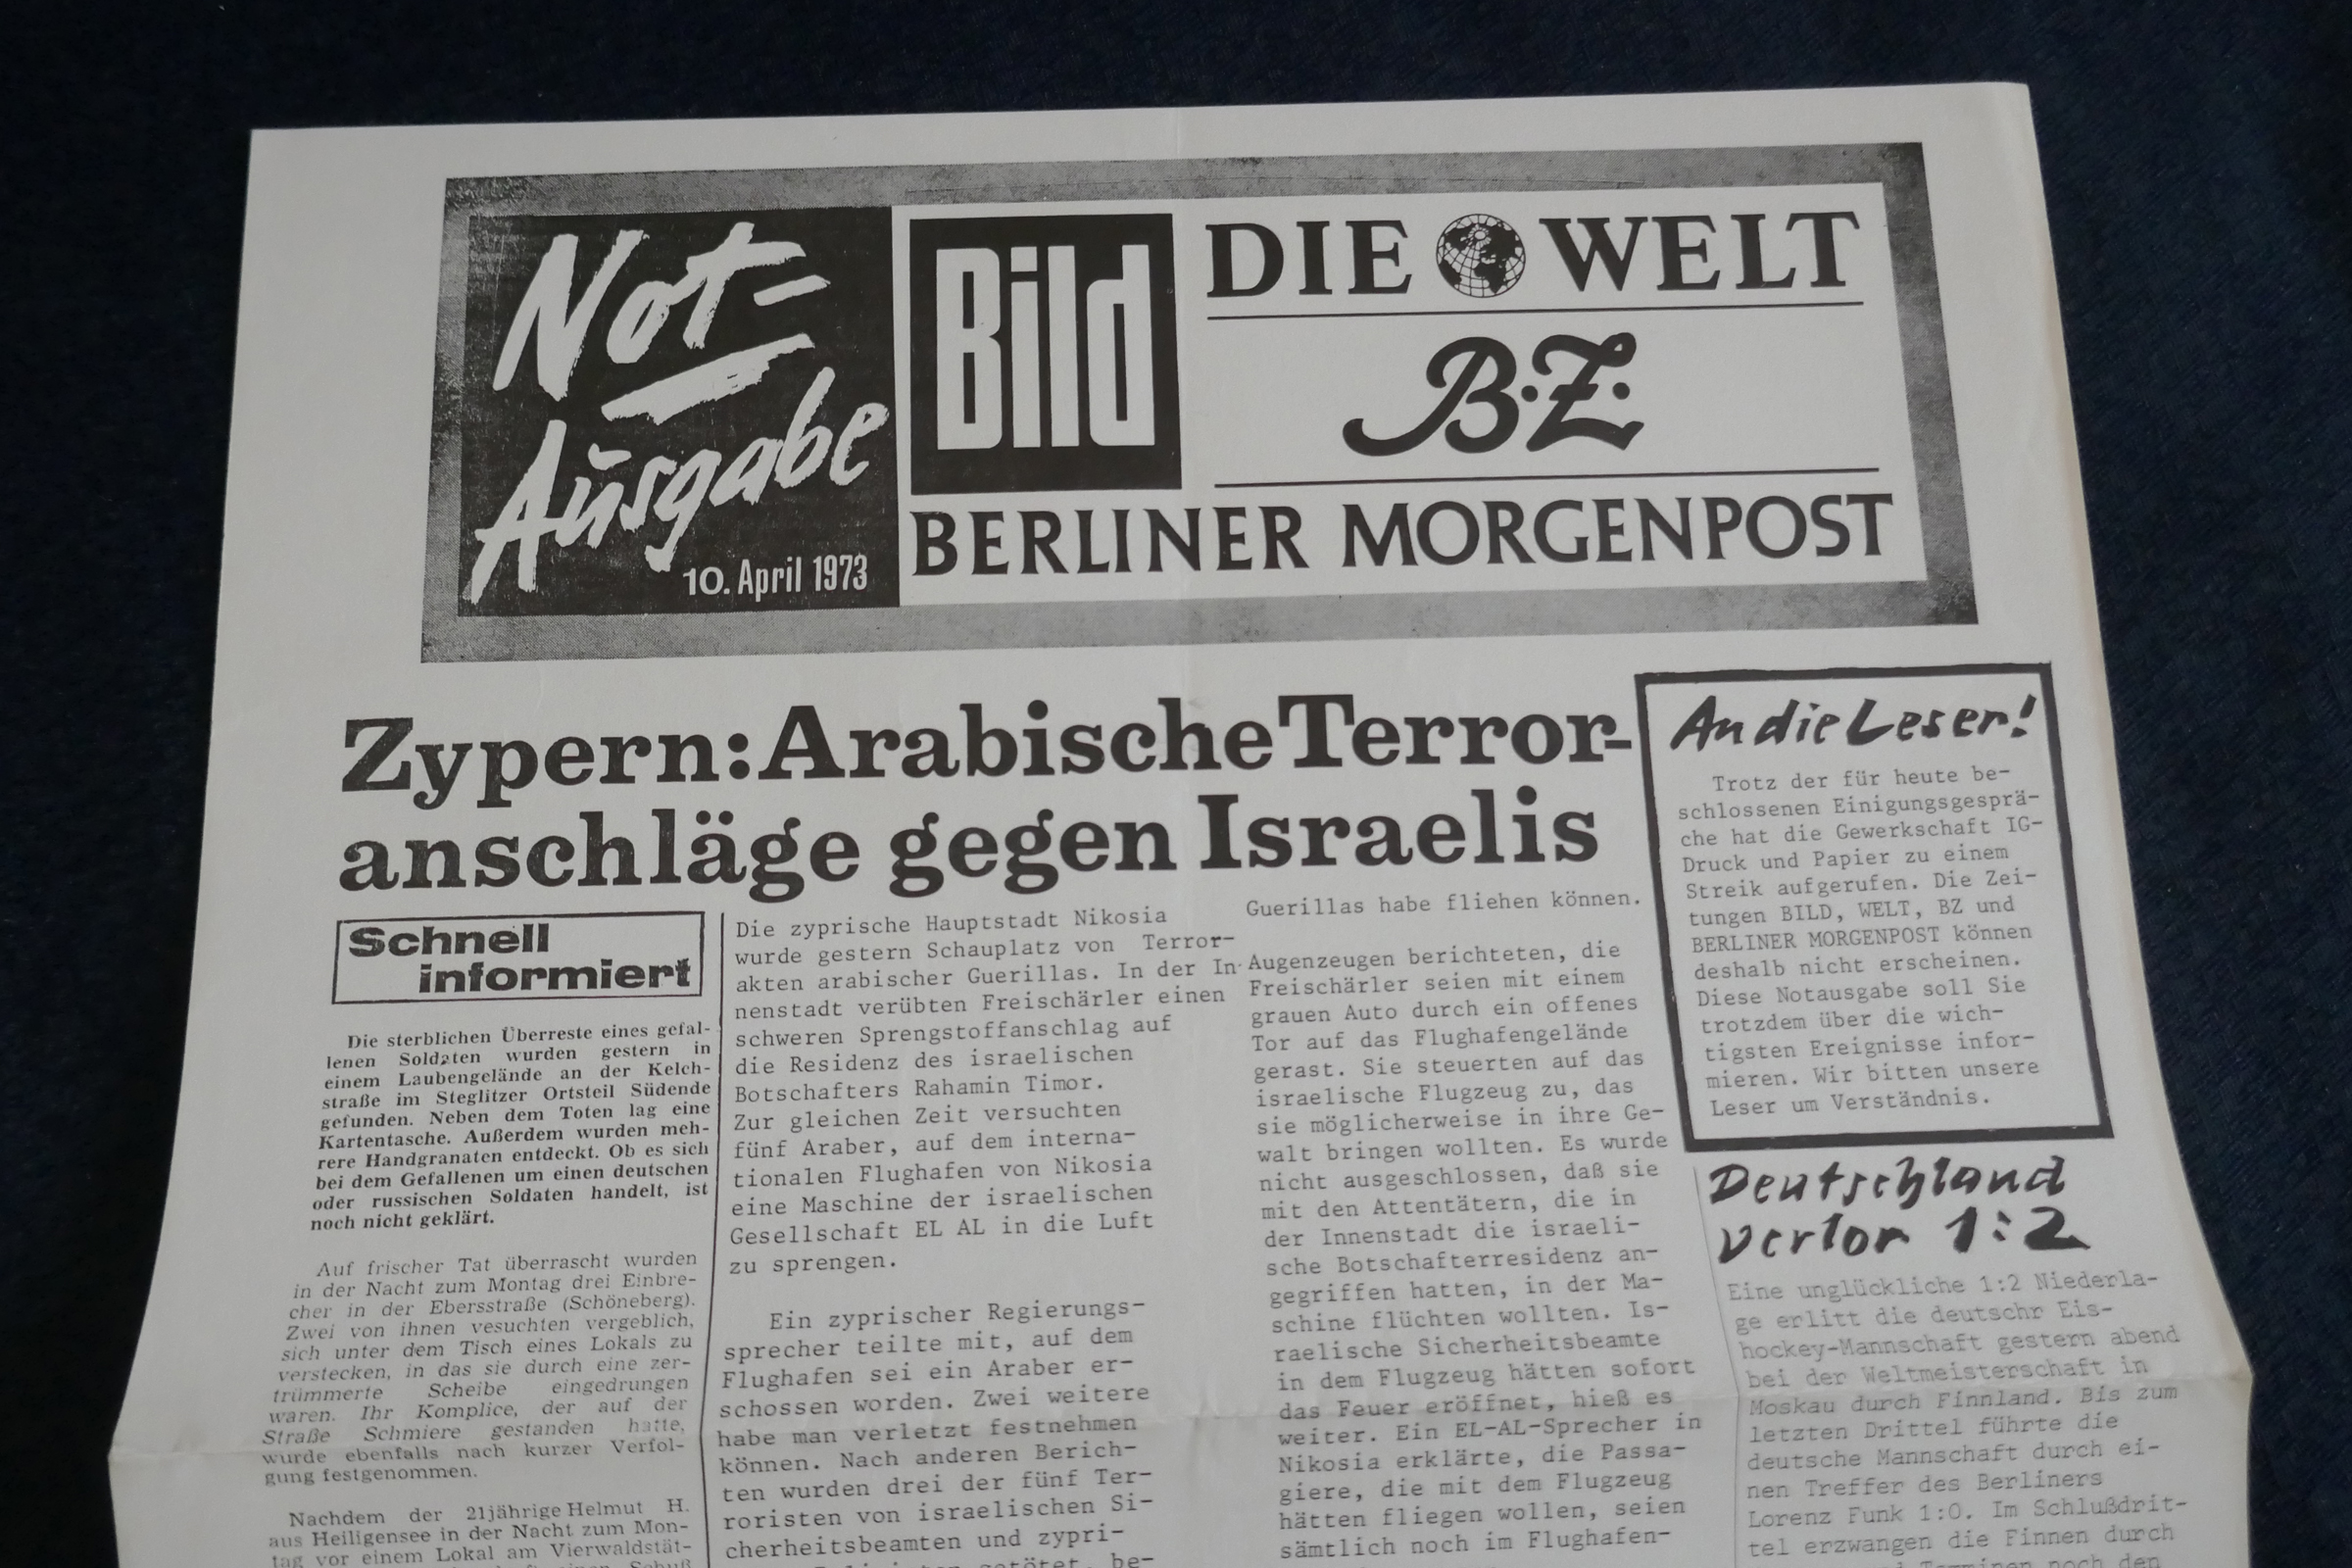 Not-
Ausgabe
10. April 1973
Bild
DIE WELT
B.Z.
BERLINER MORGENPOST
Zypern: Arabische Terror-
anschläge gegen Israelis
Schnell
informiert
Die sterblichen Überreste eines gefal-
lenen Soldaten wurden gestern in
einem Laubengelände an der Kelch-
straße im Steglitzer Ortsteil Südende
gefunden. Neben dem Toten lag eine
Kartentasche. Außerdem wurden meh-
rere Handgranaten entdeckt. Ob es sich
bei dem Gefallenen um einen deutschen
oder russischen Soldaten handelt, ist
noch nicht geklärt.
Auf frischer Tat überrascht wurden
in der Nacht zum Montag drei Einbre-
cher in der Ebersstraße (Schöneberg).
Zwei von ihnen vesuchten vergeblich,
sich unter dem Tisch eines Lokals zu
verstecken, in das sie durch eine zer-
trümmerte Scheibe eingedrungen
waren. Ihr Komplice, der auf der
Straße Schmiere gestanden hatte,
wurde ebenfalls nach kurzer Verfol-
gung festgenommen.
Nachdem der 21jährige Helmut H.
aus Heiligensee in der Nacht zum Mon-
tag vor einem Lokal am Vierwaldstät-
Die zyprische Hauptstadt Nikosia
wurde gestern Schauplatz von Terror-
akten arabischer Guerillas. In der In-
nenstadt verübten Freischärler einen
schweren Sprengstoffanschlag auf
die Residenz des israelischen
Botschafters Rahamin Timor.
Zur gleichen Zeit versuchten
fünf Araber, auf dem interna-
tionalen Flughafen von Nikosia
eine Maschine der israelischen
Gesellschaft EL AL in die Luft
zu sprengen.
Ein zyprischer Regierungs-
sprecher teilte mit, auf dem
Flughafen sei ein Araber er-
schossen worden. Zwei weitere
habe man verletzt festnehmen
können. Nach anderen Berich-
ten wurden drei der fünf Ter-
roristen von israelischen Si-
cherheitsbeamten und zypri-
getötet, be-
Guerillas habe fliehen können.
Augenzeugen berichteten, die
Freischärler seien mit einem
grauen Auto durch ein offenes
Tor auf das Flughafengelände
gerast. Sie steuerten auf das
israelische Flugzeug zu, das
sie möglicherweise in ihre Ge-
walt bringen wollten. Es wurde
nicht ausgeschlossen, daß sie
mit den Attentätern, die in
der Innenstadt die israeli-
sche Botschafterresidenz an-
gegriffen hatten, in der Ma-
schine flüchten wollten. Is-
raelische Sicherheitsbeamte
in dem Flugzeug hätten sofort
das Feuer eröffnet, hieß es
weiter. Ein EL-AL-Sprecher in
Nikosia erklärte, die Passa-
giere, die mit dem Flugzeug
hätten fliegen wollen, seien
sämtlich noch im Flughafen-
An die Leser!
Trotz der für heute be-
schlossenen Einigungsgesprä-
che hat die Gewerkschaft IG-
Druck und Papier zu einem
Streik aufgerufen. Die Zei-
tungen BILD, WELT, BZ und
BERLINER MORGENPOST können
deshalb nicht erscheinen.
Diese Notausgabe soll Sie
trotzdem über die wich-
tigsten Ereignisse infor-
mieren. Wir bitten unsere
Leser um Verständnis.
Deutschland
verlor 1:2
Eine unglückliche 1:2 Niederla-
ge erlitt die deutschr Eis-
hockey-Mannschaft gestern abend
bei der Weltmeisterschaft in
Moskau durch Finnland. Bis zum
letzten Drittel führte die
deutsche Mannschaft durch ei-
nen Treffer des Berliners
Lorenz Funk 1:0. Im Schlußdrit-
tel erzwangen die Finnen durch
noch den